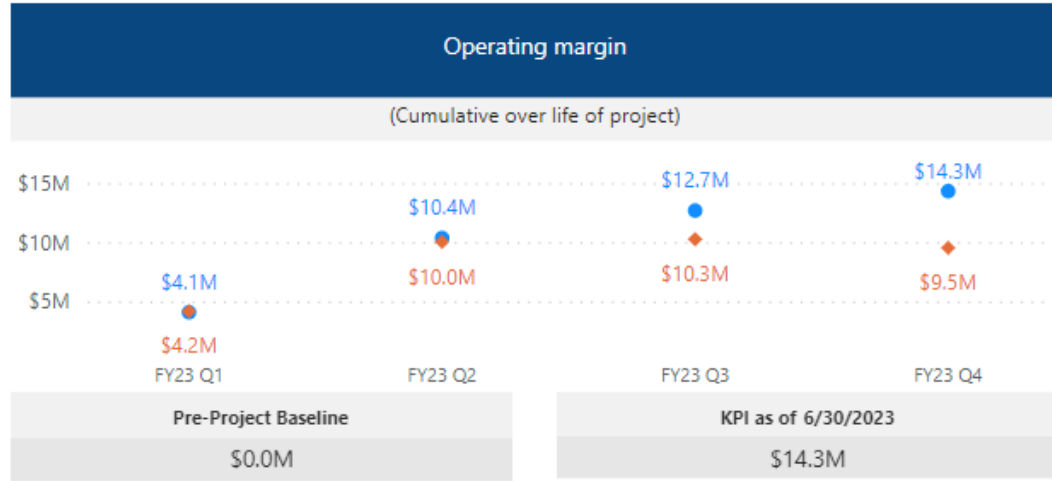 Operating margin
(Cumulative over life of project)
$15M
$10M
$5M
$4.1M
$4.2M
$10.4M
$10.0M
$12.7M
$10.3M
$14.3M
$9.5M
FY23 Q1
FY23 Q2
FY23 Q3
FY23 Q4
Pre-Project Baseline
$0.0M
KPI as of 6/30/2023
$14.3M